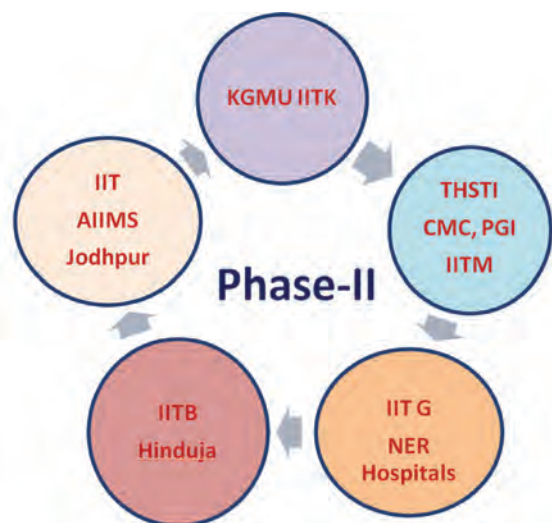 KGMU IITK
THSTI
CMC, PGI
IITM
IIT G
NER
Hospitals
IITB
Hinduja
IIT
AIIMS
Jodhpur
Phase-II